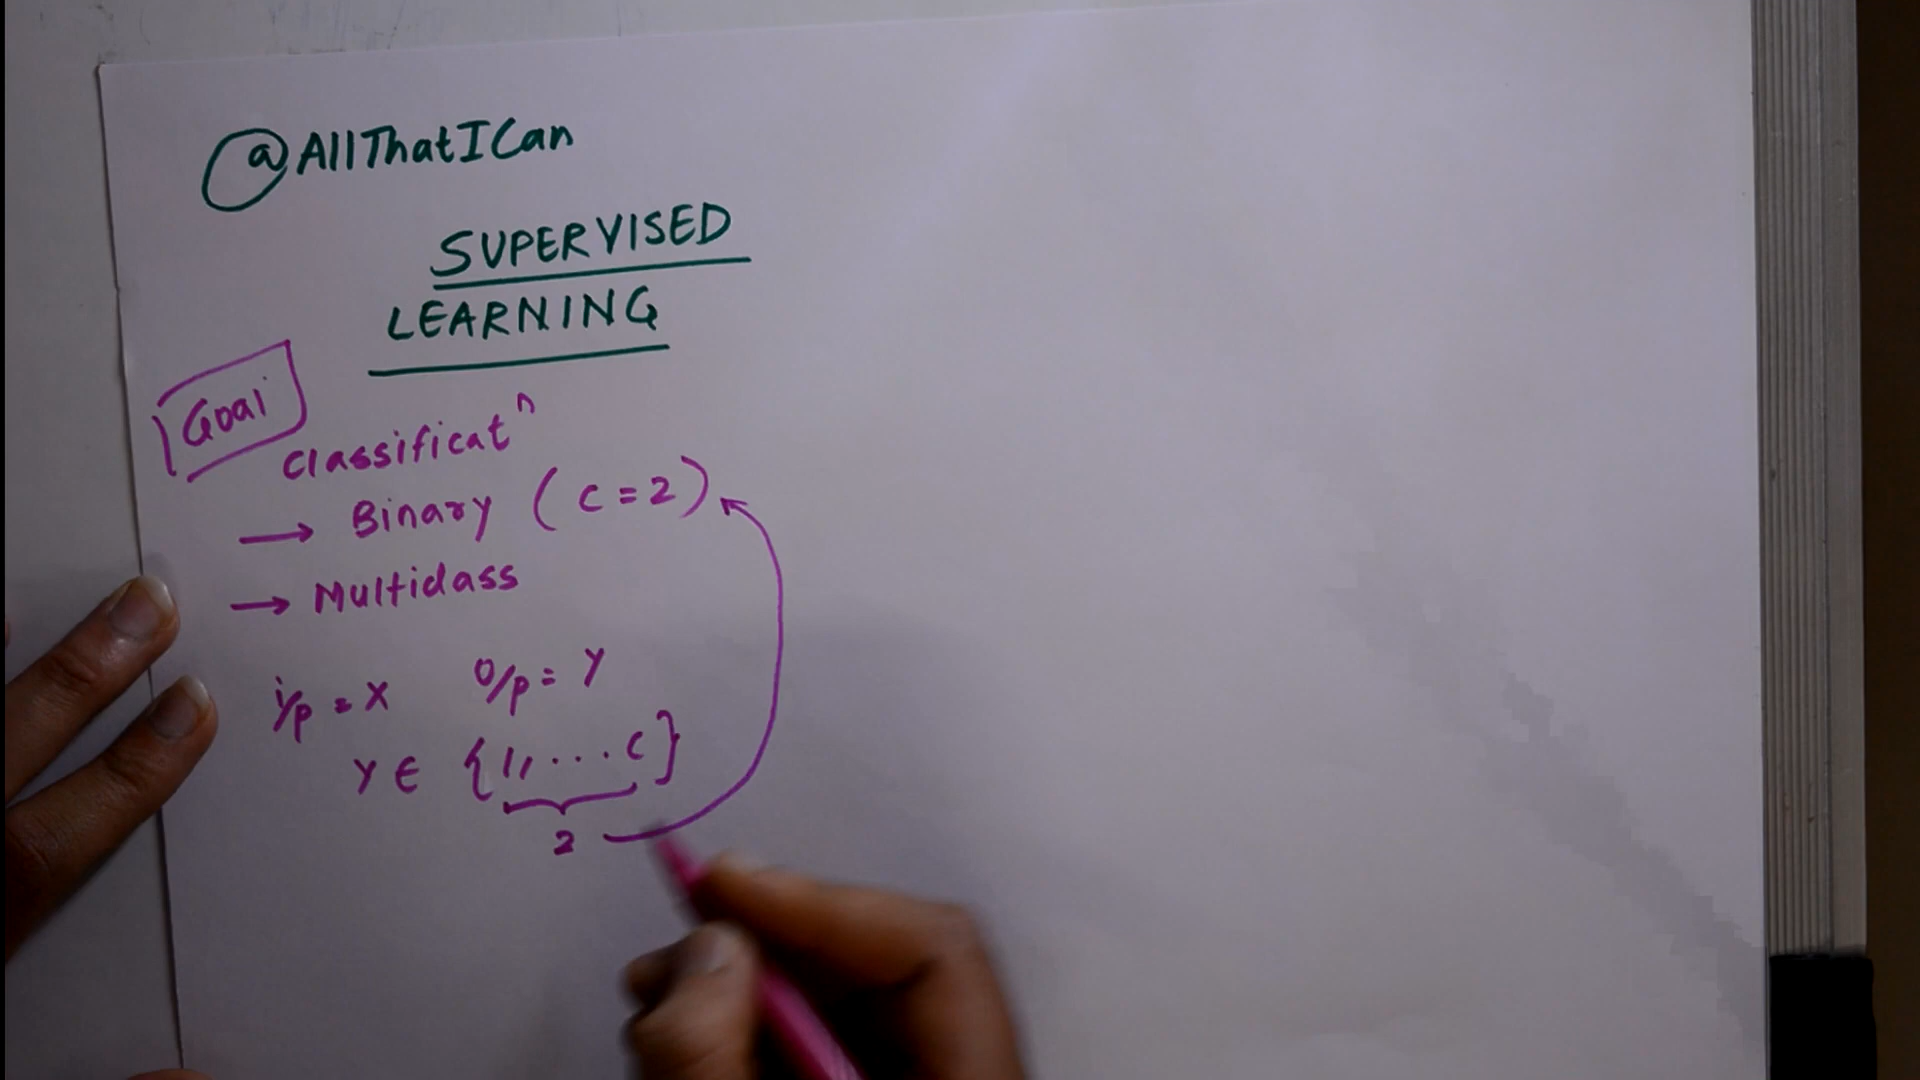 @AllThatICan
SUPERVISED
LEARNING
Goal
Classificatⁿ
→ Binary (C=2)
→ Multiclass
i/p = X O/p = Y
Y ∈ {1,...C}
2